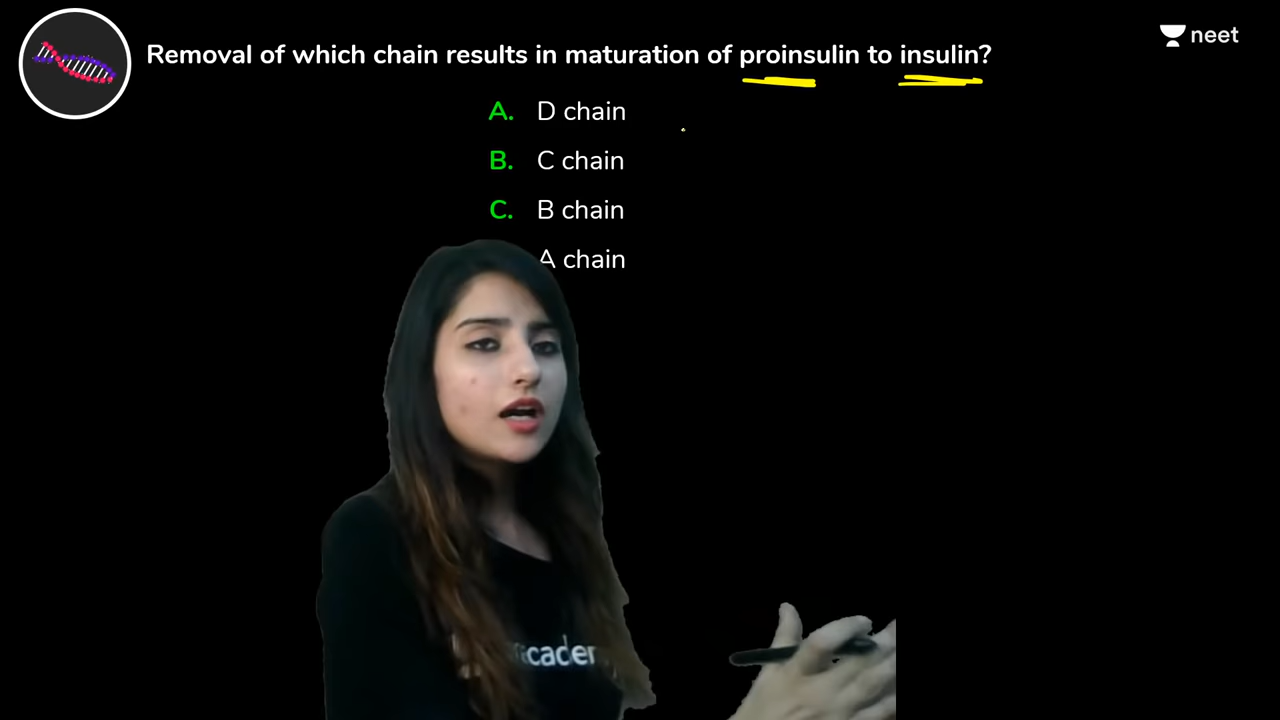 Removal of which chain results in maturation of proinsulin to insulin?
neet
A. D chain
B. C chain
C. B chain
A chain